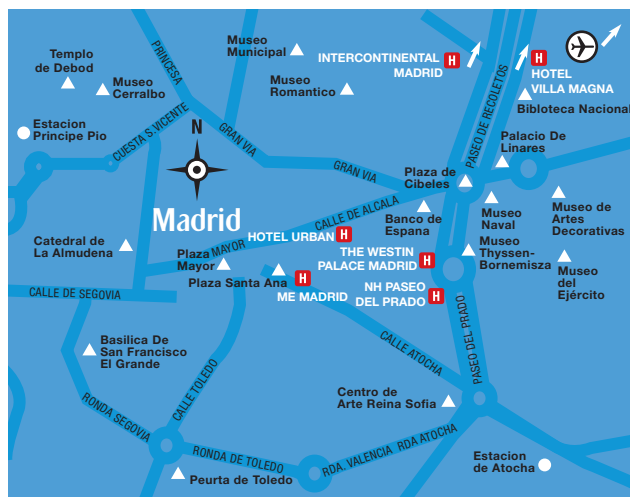 Templo
de Debod
Museo
Cerralbo
PRINCESA
Museo
Municipal
Museo
Romantico
INTERCONTINENTAL
MADRID
H
H
HOTEL
VILLA MAGNA
Bibloteca Nacional
Estacion
Principe Pio
CUESTA S. VICENTE
N
GRAN VIA
GRAN VIA
PASEO DE RECOLETOS
Palacio De
Linares
Plaza de
Cibeles
Madrid
CALLE DE ALCALA
Banco de
Espana
Museo
Naval
Museo de
Artes
Decorativas
Catedral de
La Almudena
MAYOR
HOTEL URBAN
H
Plaza
Mayor
Plaza Santa Ana
THE WESTIN
PALACE MADRID
H
Museo
Thyssen-
Bornemisza
Museo
del
Ejército
H
ME MADRID
NH PASEO
DEL PRADO
H
CALLE DE SEGOVIA
Basilica De
San Francisco
El Grande
CALLE TOLEDO
CALLE ATOCHA
PASEO DEL PRADO
Centro de
Arte Reina Sofia
RONDA SEGOVIA
RONDA DE TOLEDO
RDA. VALENCIA
RDA ATOCHA
Peurta de Toledo
Estacion
de Atocha